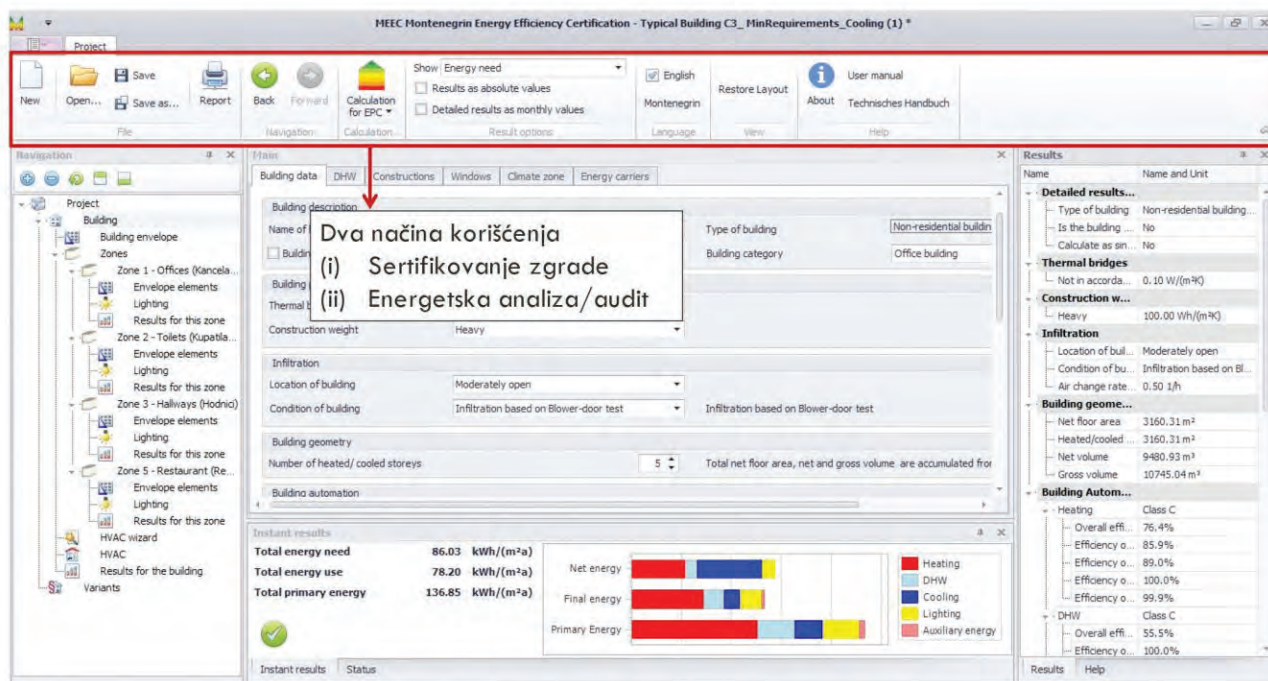 MEEC Montenegrin Energy Efficiency Certification - Typical Building C3_ MinRequirements_Cooling (1) *
Project
New
Open...
Save
Save as...
Report
File
Back
Forward
Navigation
Calculation
for EPC
Calculation
Show Energy need
Results as absolute values
Detailed results as monthly values
Result options
English
Montenegrin
Language
Restore Layout
View
About
User manual
Technisches Handbuch
Help
Navigation
Project
Building
Building envelope
Zones
Zone 1 - Offices (Kancela...
Envelope elements
Lighting
Results for this zone
Zone 2 - Toilets (Kupatila...
Envelope elements
Lighting
Results for this zone
Zone 3 - Hallways (Hodnici)
Envelope elements
Lighting
Results for this zone
Zone 5 - Restaurant (Re...
Envelope elements
Lighting
Results for this zone
HVAC wizard
HVAC
Results for the building
Variants
Main
Building data DHW Constructions Windows Climate zone Energy carriers
Building description
Name of
Type of building Non-residential buildin
Building category Office building
Dva načina korišćenja
(i) Sertifikovanje zgrade
(ii) Energetska analiza/audit
Construction weight Heavy
Infiltration
Location of building Moderately open
Condition of building Infiltration based on Blower-door test Infiltration based on Blower-door test
Building geometry
Number of heated/ cooled storeys 5 Total net floor area, net and gross volume are accumulated fror
Building automation
Instant results
Total energy need 86.03 kWh/(m²a)
Total energy use 78.20 kWh/(m²a)
Total primary energy 136.85 kWh/(m²a)
Net energy
Final energy
Primary Energy
Heating
DHW
Cooling
Lighting
Auxiliary energy
Instant results Status
Results
Name Name and Unit
Detailed results...
Type of building Non-residential building...
Is the building ... No
Calculate as sin... No
Thermal bridges
Not in accorda... 0.10 W/(m²K)
Construction w...
Heavy 100.00 Wh/(m²K)
Infiltration
Location of buil... Moderately open
Condition of bu... Infiltration based on Bl...
Air change rate... 0.50 1/h
Building geome...
Net floor area 3160.31 m²
Heated/cooled ... 3160.31 m²
Net volume 9480.93 m³
Gross volume 10745.04 m³
Building Autom...
Heating Class C
Overall effi... 76.4%
Efficiency o... 85.9%
Efficiency o... 89.0%
Efficiency o... 100.0%
Efficiency o... 99.9%
DHW Class C
Overall effi... 55.5%
Efficiency o... 100.0%
Results Help